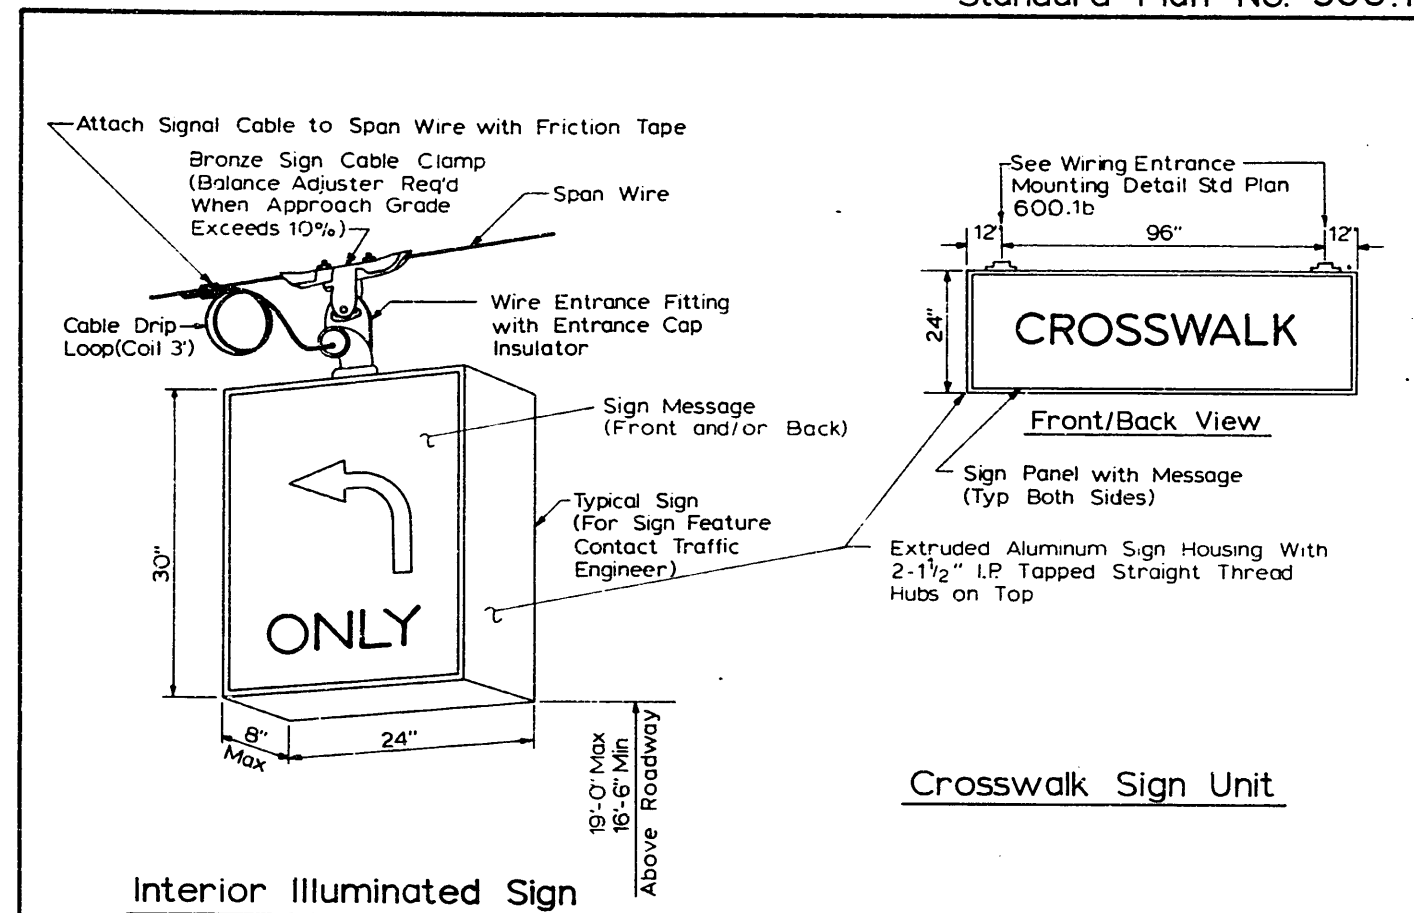 Standard Plan No.
Attach Signal Cable to Span Wire with Friction Tape
Bronze Sign Cable Clamp
(Balance Adjuster Req'd
When Approach Grade
Exceeds 10%)
Span Wire
Cable Drip
Loop(Coil 3')
Wire Entrance Fitting
with Entrance Cap
Insulator
Sign Message
(Front and/or Back)
Typical Sign
(For Sign Feature
Contact Traffic
Engineer)
30"
ONLY
8"
Max
24"
19'-0" Max
16'-6" Min
Above Roadway
Interior Illuminated Sign
See Wiring Entrance
Mounting Detail Std Plan
600.1b
12'
96"
12'
24"
CROSSWALK
Front/Back View
Sign Panel with Message
(Typ Both Sides)
Extruded Aluminum Sign Housing With
2-1½" I.P. Tapped Straight Thread
Hubs on Top
Crosswalk Sign Unit